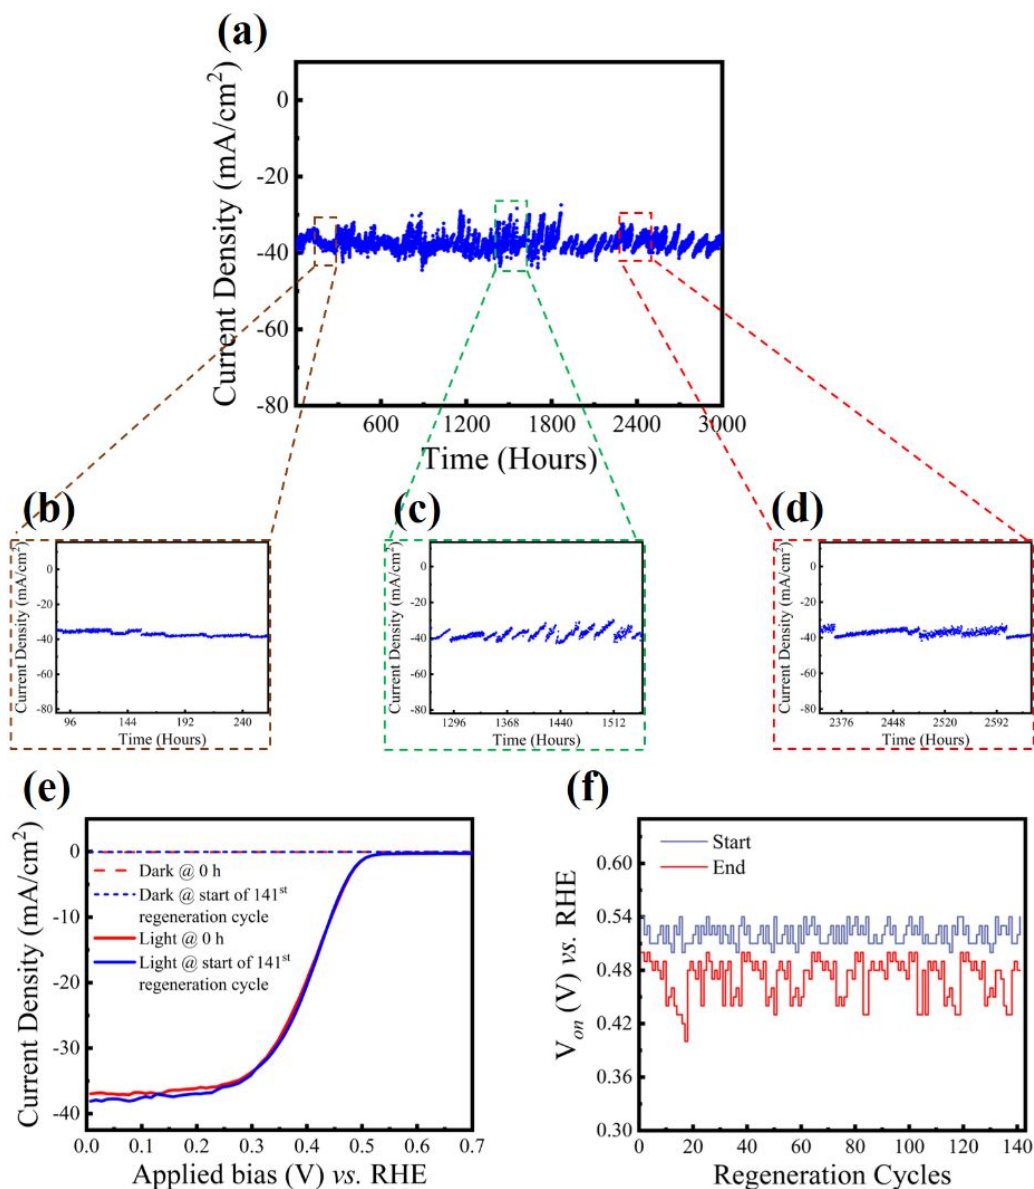 (a)
Current Density (mA/cm²)
0
-20
-40
-60
-80
600 1200 1800 2400 3000
Time (Hours)
(b)
Current Density (mA/cm²)
0
-20
-40
-60
-80
96 144 192 240
Time (Hours)
(c)
Current Density (mA/cm²)
0
-20
-40
-60
-80
1296 1368 1440 1512
Time (Hours)
(d)
Current Density (mA/cm²)
0
-20
-40
-60
-80
2376 2448 2520 2592
Time (Hours)
(e)
Current Density (mA/cm²)
0
-10
-20
-30
-40
Dark @ 0 h
Dark @ start of 141st
regeneration cycle
Light @ 0 h
Light @ start of 141st
regeneration cycle
0.0 0.1 0.2 0.3 0.4 0.5 0.6 0.7
Applied bias (V) vs. RHE
(f)
Von (V) vs. RHE
0.60
0.54
0.48
0.42
0.36
0.30
Start
End
0 20 40 60 80 100 120 140
Regeneration Cycles